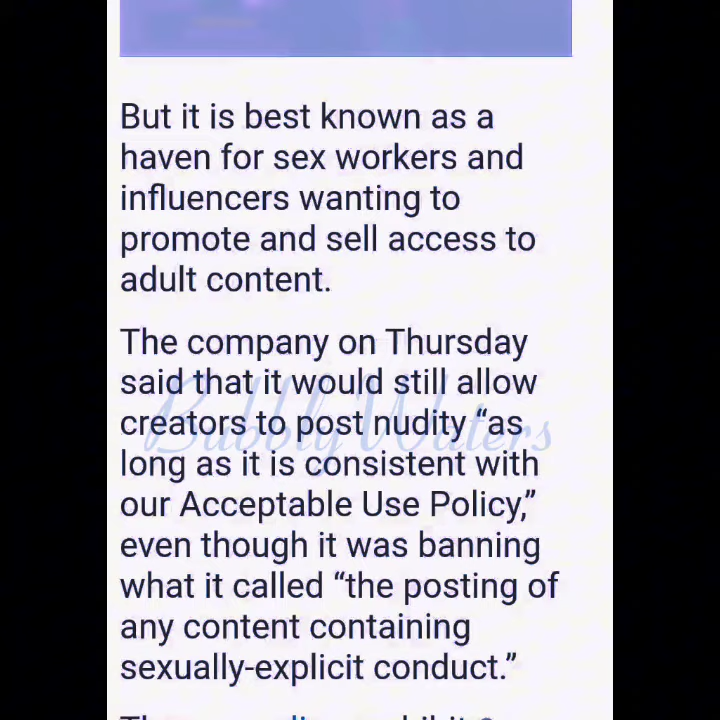 But it is best known as a
haven for sex workers and
influencers wanting to
promote and sell access to
adult content.
The company on Thursday
said that it would still allow
creators to post nudity “as
long as it is consistent with
our Acceptable Use Policy,”
even though it was banning
what it called “the posting of
any content containing
sexually-explicit conduct.”
Bubbly Waters